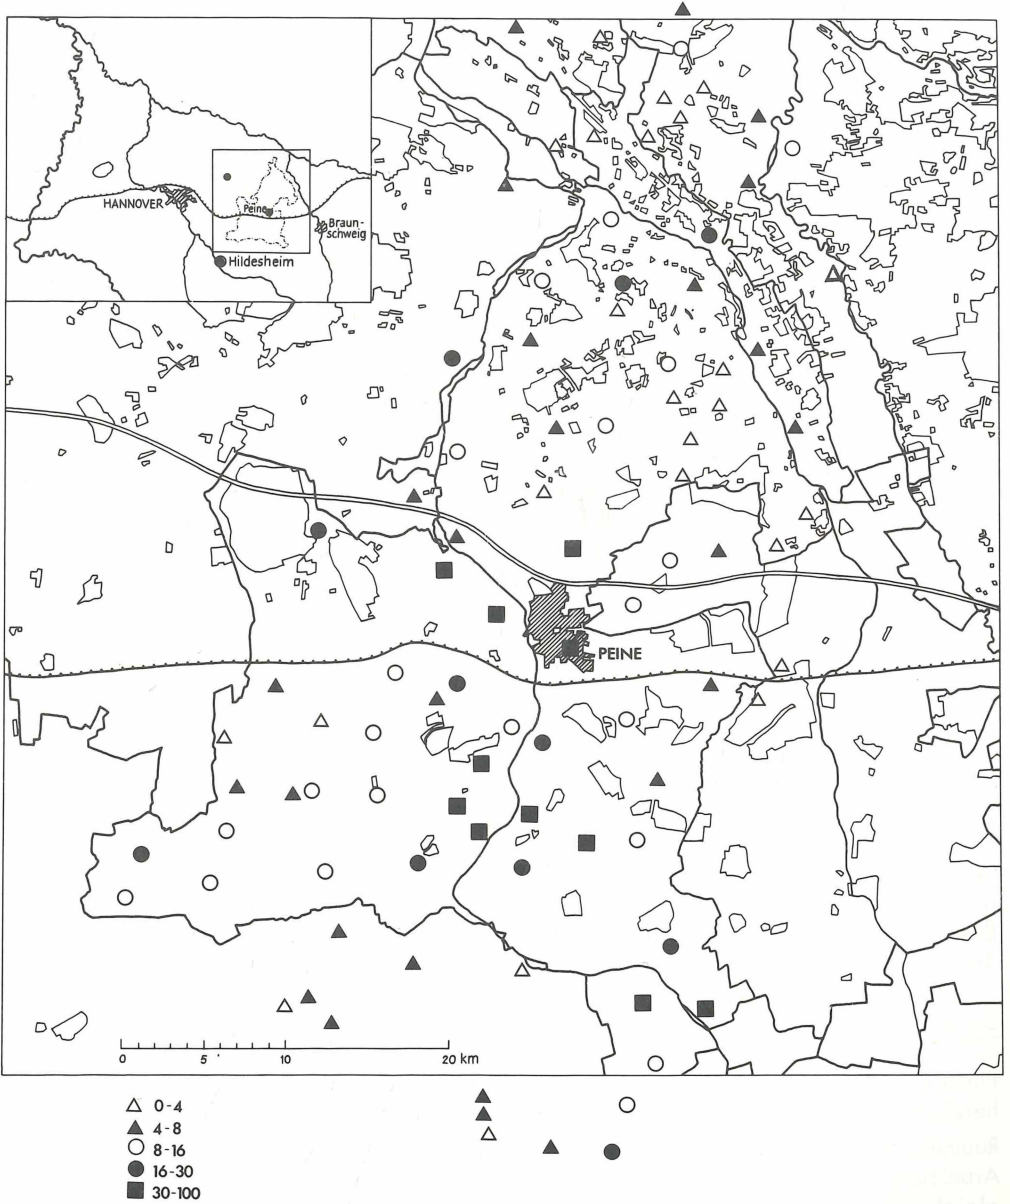 HANNOVER
Peine
Braun-
schweig
Hildesheim
PEINE
0 5 10 20 km
0-4
4-8
8-16
16-30
30-100